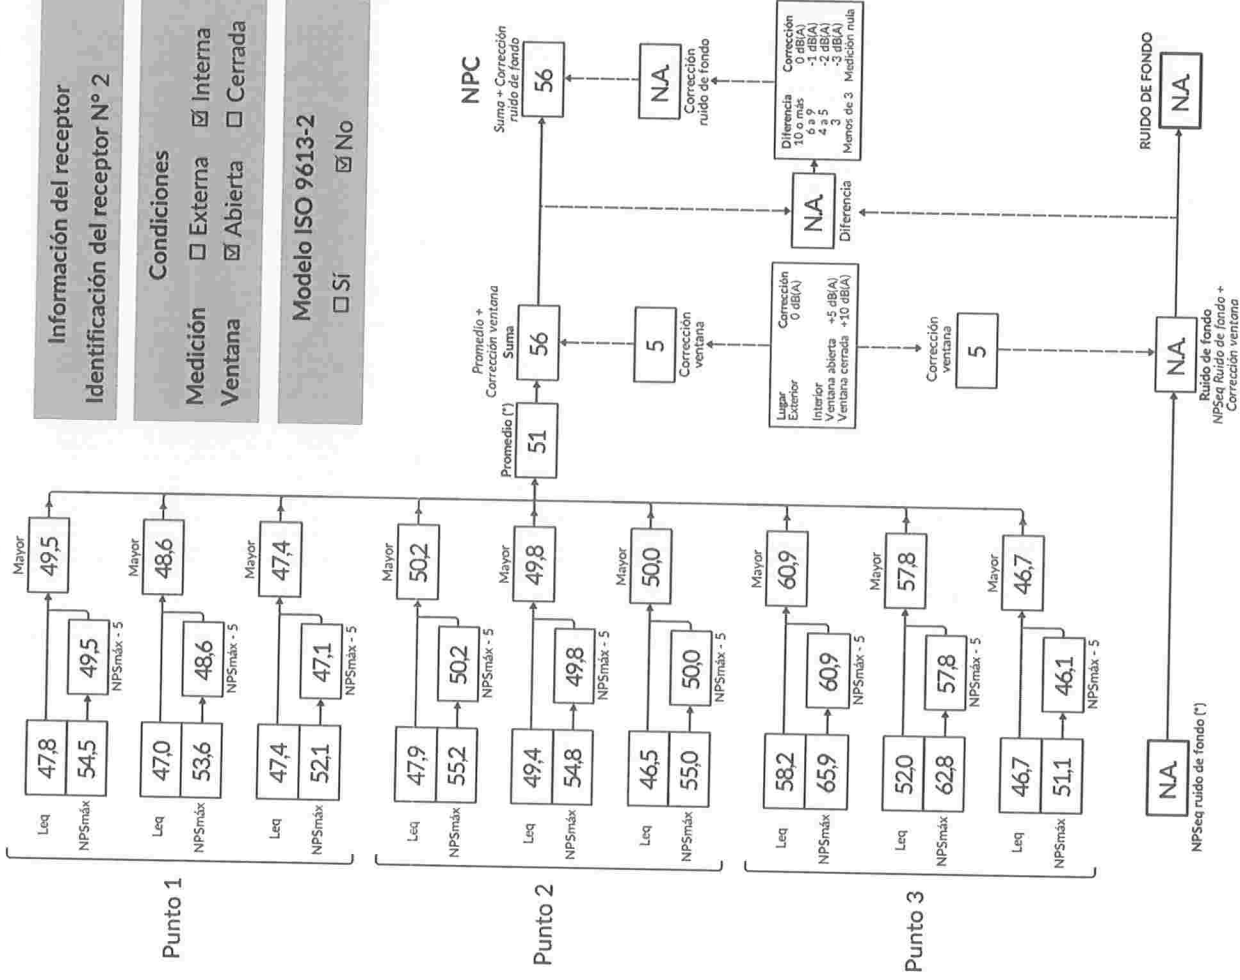 Información del receptor
Identificación del receptor N° 2
Condiciones
Medición ☐ Externa ☑ Interna
Ventana ☑ Abierta ☐ Cerrada
Modelo ISO 9613-2
☐ Sí ☑ No
Punto 1
Leq 47,8
NPSmáx 54,5
49,5
NPSmáx - 5
Mayor
49,5
Leq 47,0
NPSmáx 53,6
48,6
NPSmáx - 5
Mayor
48,6
Leq 47,4
NPSmáx 52,1
47,1
NPSmáx - 5
Mayor
47,4
Punto 2
Leq 47,9
NPSmáx 55,2
50,2
NPSmáx - 5
Mayor
50,2
Leq 49,4
NPSmáx 54,8
49,8
NPSmáx - 5
Mayor
49,8
Leq 46,5
NPSmáx 55,0
50,0
NPSmáx - 5
Mayor
50,0
Punto 3
Leq 58,2
NPSmáx 65,9
60,9
NPSmáx - 5
Mayor
60,9
Leq 52,0
NPSmáx 62,8
57,8
NPSmáx - 5
Mayor
57,8
Leq 46,7
NPSmáx 51,1
46,1
NPSmáx - 5
Mayor
46,7
Promedio (*)
51
Promedio +
Corrección ventana
Suma
56
5
Corrección
ventana
Lugar Corrección
Exterior 0 dB(A)
Interior
Ventana abierta +5 dB(A)
Ventana cerrada +10 dB(A)
Corrección
ventana
5
NPC
Suma + Corrección
ruido de fondo
56
N.A.
Corrección
ruido de fondo
Diferencia Corrección
10 o más 0 dB(A)
6 a 9 -1 dB(A)
4 a 5 -2 dB(A)
3 -3 dB(A)
Menos de 3 Medición nula
N.A.
Diferencia
N.A.
NPSeq ruido de fondo (*)
N.A.
Ruido de fondo
NPSeq Ruido de fondo +
Corrección ventana
RUIDO DE FONDO
N.A.